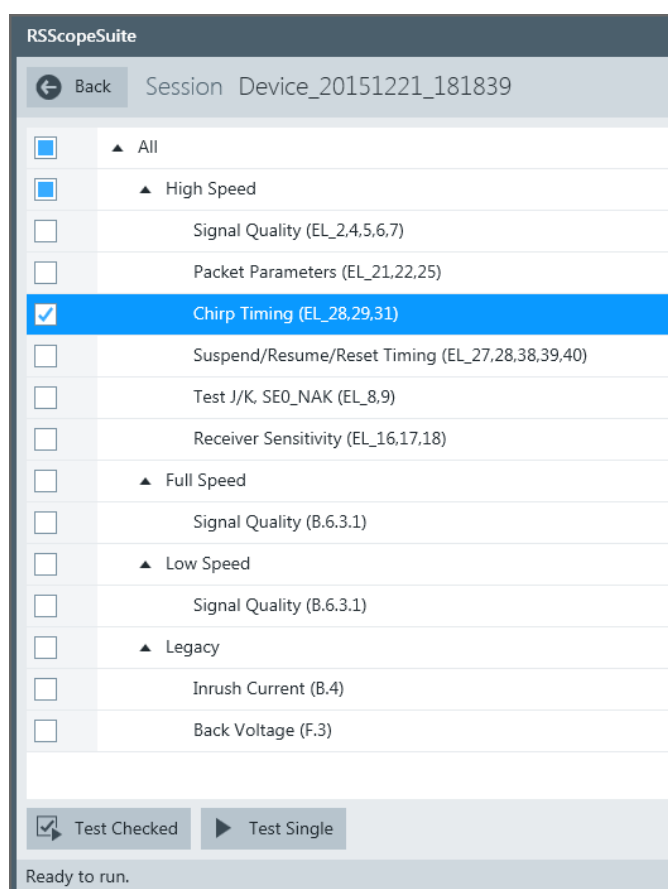 RSScopeSuite
Back Session Device_20151221_181839
All
High Speed
Signal Quality (EL_2,4,5,6,7)
Packet Parameters (EL_21,22,25)
Chirp Timing (EL_28,29,31)
Suspend/Resume/Reset Timing (EL_27,28,38,39,40)
Test J/K, SE0_NAK (EL_8,9)
Receiver Sensitivity (EL_16,17,18)
Full Speed
Signal Quality (B.6.3.1)
Low Speed
Signal Quality (B.6.3.1)
Legacy
Inrush Current (B.4)
Back Voltage (F.3)
Test Checked Test Single
Ready to run.